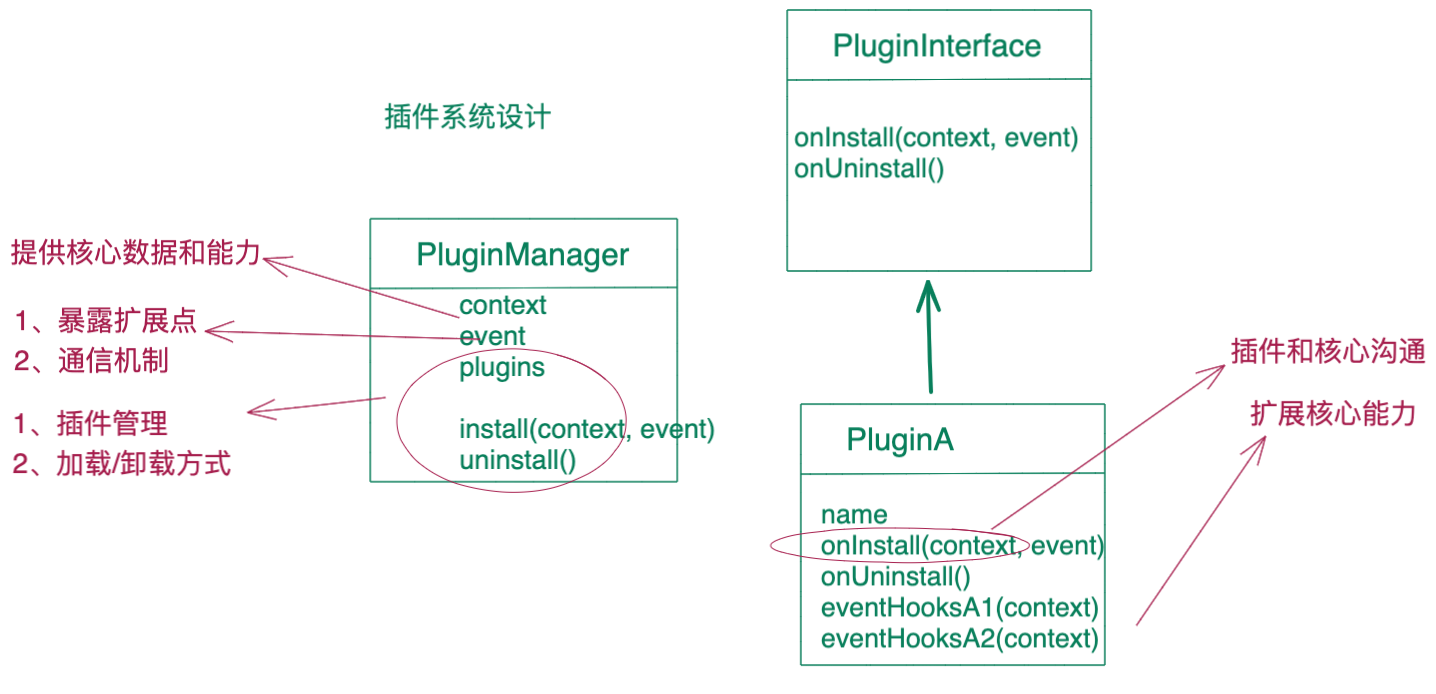 插件系统设计
提供核心数据和能力
1、暴露扩展点
2、通信机制
1、插件管理
2、加载/卸载方式
PluginManager
context
event
plugins
install(context, event)
uninstall()
PluginInterface
onInstall(context, event)
onUninstall()
PluginA
name
onInstall(context, event)
onUninstall()
eventHooksA1(context)
eventHooksA2(context)
插件和核心沟通
扩展核心能力